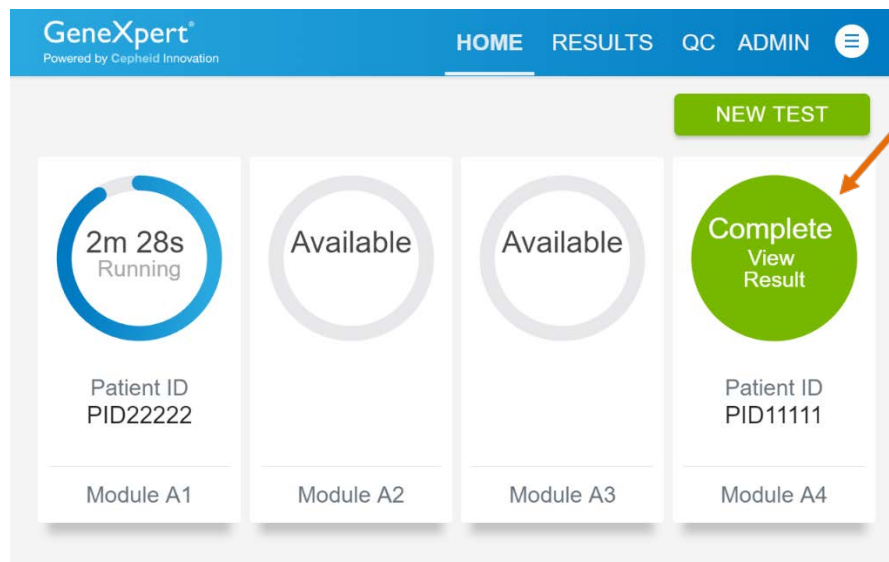 GeneXpert®
Powered by Cepheid Innovation
HOME RESULTS QC ADMIN
NEW TEST
2m 28s
Running
Patient ID
PID22222
Module A1
Available
Module A2
Available
Module A3
Complete
View
Result
Patient ID
PID11111
Module A4